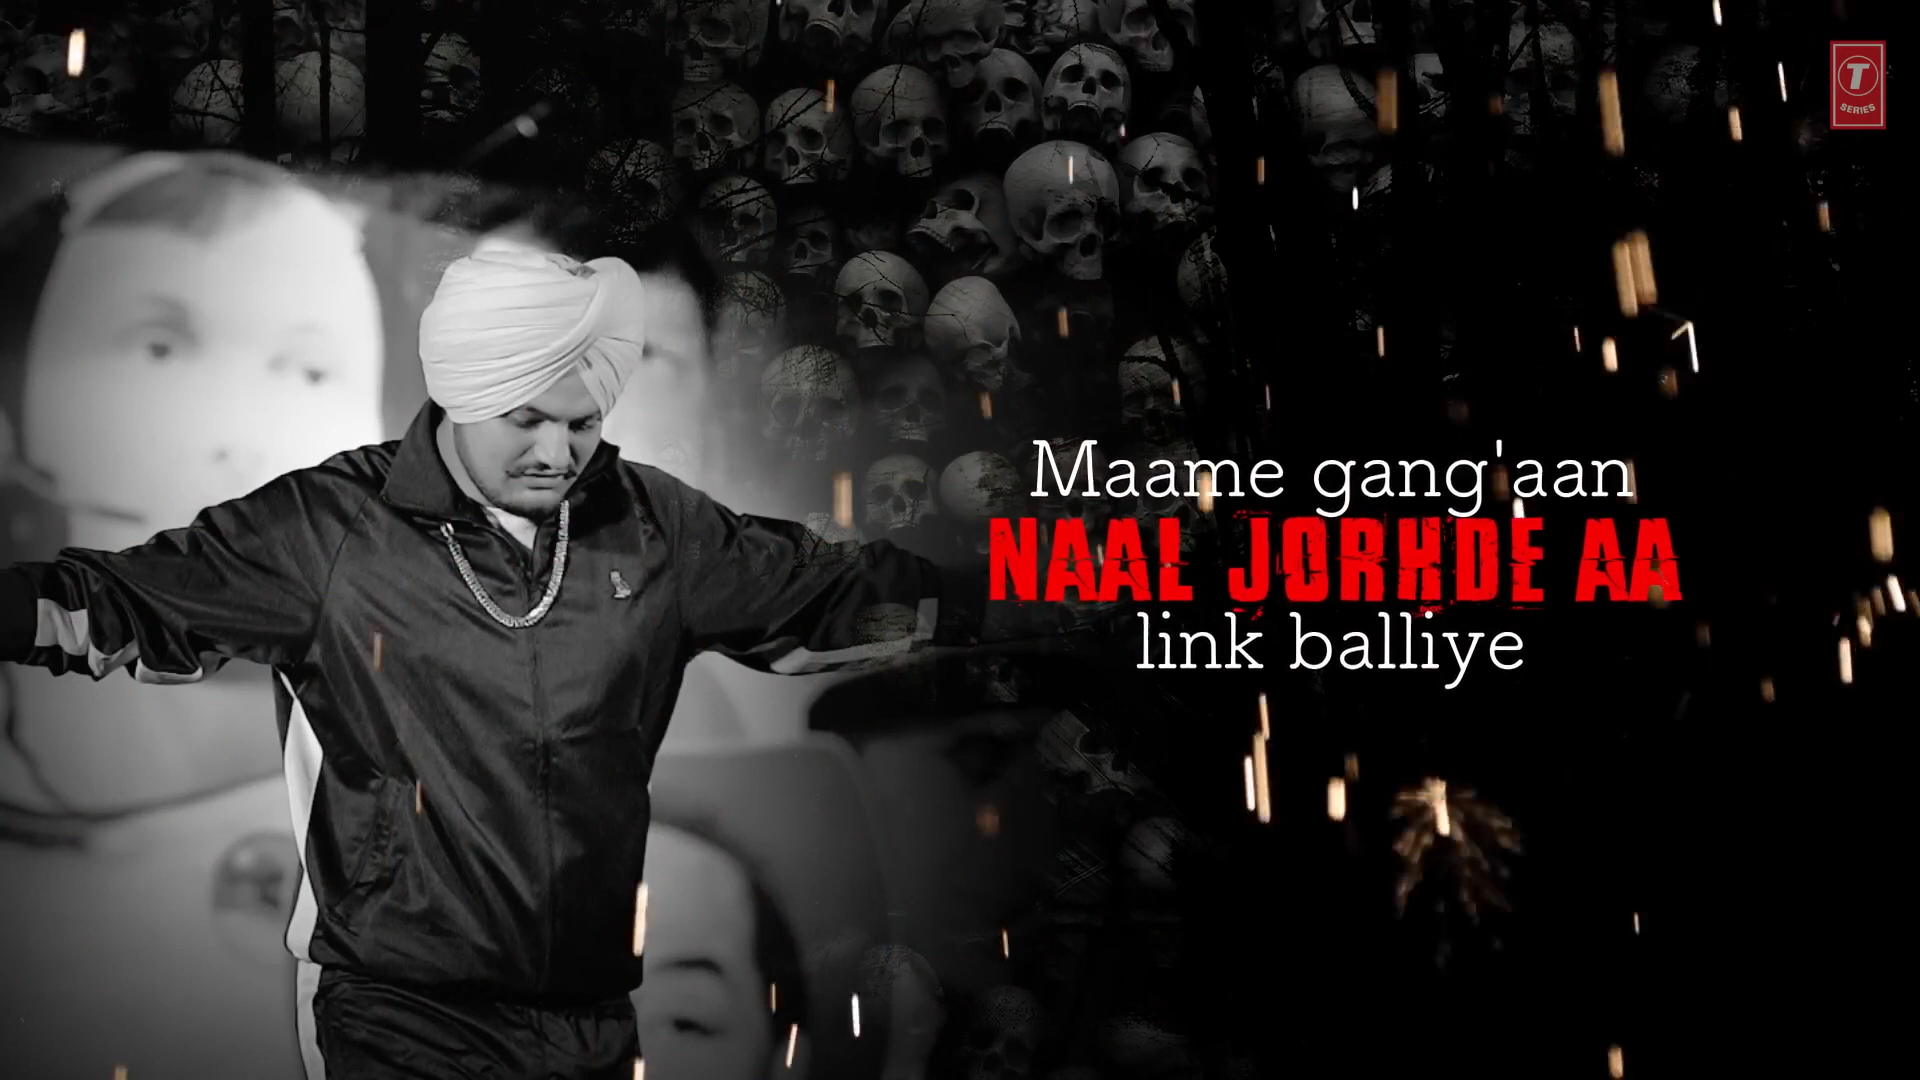 T
SERIES
Maame gang'aan
NAAL JORHDE AA
link balliye